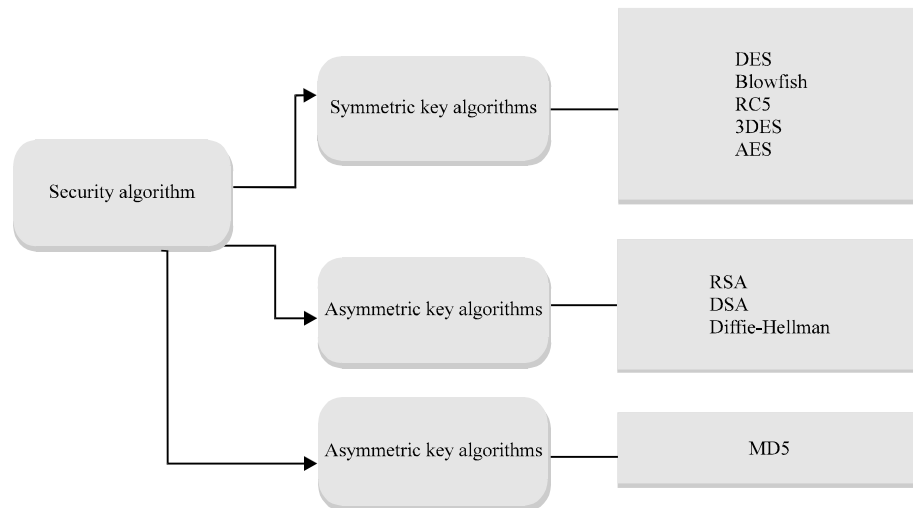 Security algorithm
Symmetric key algorithms
DES
Blowfish
RC5
3DES
AES
Asymmetric key algorithms
RSA
DSA
Diffie-Hellman
Asymmetric key algorithms
MD5